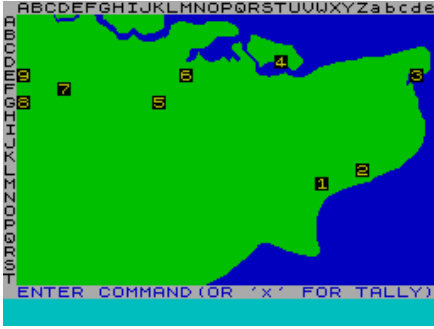 ABCDEFGHIJKLMNOPQRSTUVWXYZabcde
A
B
C
D 4
E 9 6 3
F 7
G 8 5
H
I
J
K
L 2
M 1
N
O
P
Q
R
S
T
ENTER COMMAND(OR 'x' FOR TALLY)